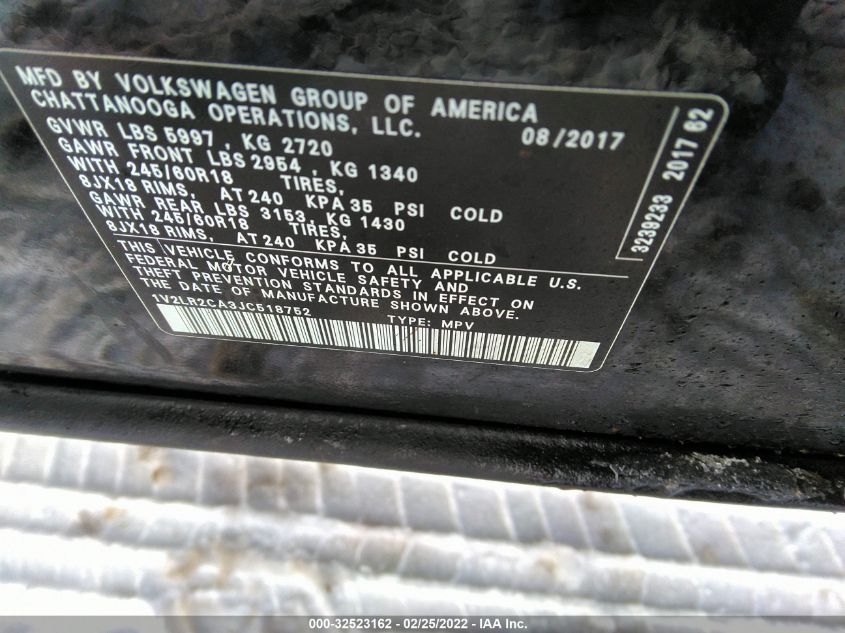 MFD BY VOLKSWAGEN GROUP OF AMERICA
CHATTANOOGA OPERATIONS, LLC. 08/2017
GVWR LBS 5997 , KG 2720
GAWR FRONT LBS 2954 , KG 1340
WITH 245/60R18 TIRES,
8JX18 RIMS, AT 240 KPA 35 PSI COLD
GAWR REAR LBS 3153, KG 1430
WITH 245/60R18 TIRES,
8JX18 RIMS, AT 240 KPA 35 PSI COLD
THIS VEHICLE CONFORMS TO ALL APPLICABLE U.S.
FEDERAL MOTOR VEHICLE SAFETY AND
THEFT PREVENTION STANDARDS IN EFFECT ON
THE DATE OF MANUFACTURE SHOWN ABOVE.
1V2LR2CA3JC518752 TYPE: MPV
3239233 2017 62
000-32523162 - 02/25/2022 - IAA Inc.